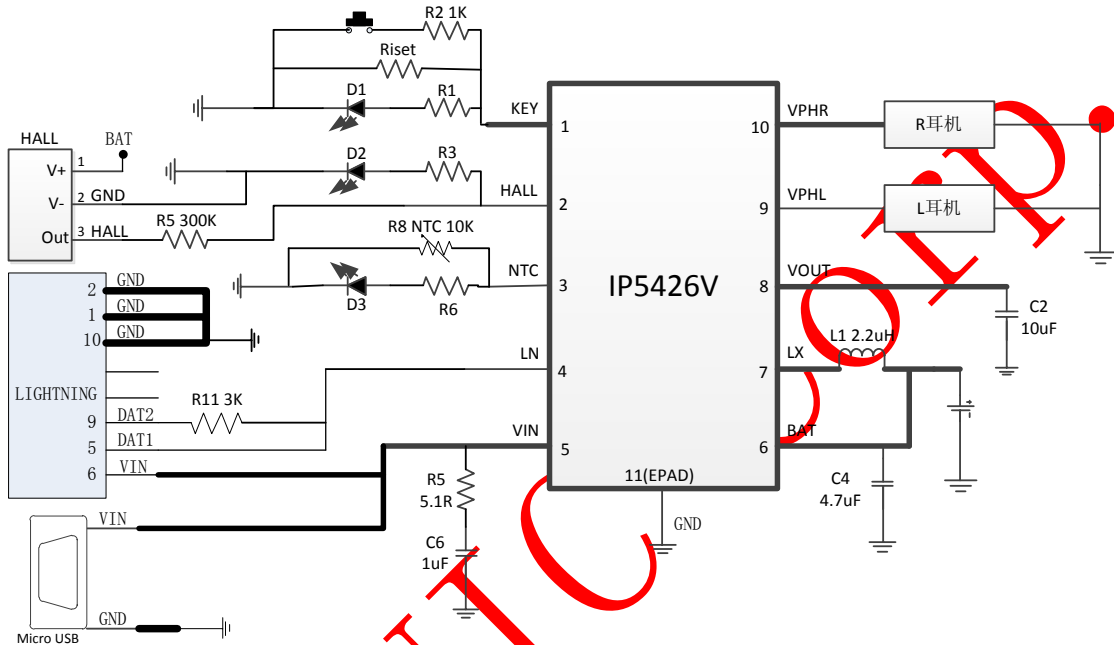 R2 1K
Riset
D1
R1
KEY
1
HALL
BAT
V+
1
V-
2
GND
Out
3
HALL
R5 300K
D2
R3
HALL
2
R8 NTC 10K
D3
R6
NTC
3
IP5426V
VPHR
10
R耳机
VPHL
9
L耳机
VOUT
8
C2
10uF
L1 2.2uH
LX
7
BAT
6
C4
4.7uF
2
GND
1
GND
10
GND
LIGHTNING
9
DAT2
R11 3K
5
DAT1
6
VIN
LN
4
VIN
5
R5
5.1R
C6
1uF
11(EPAD)
GND
VIN
GND
Micro USB